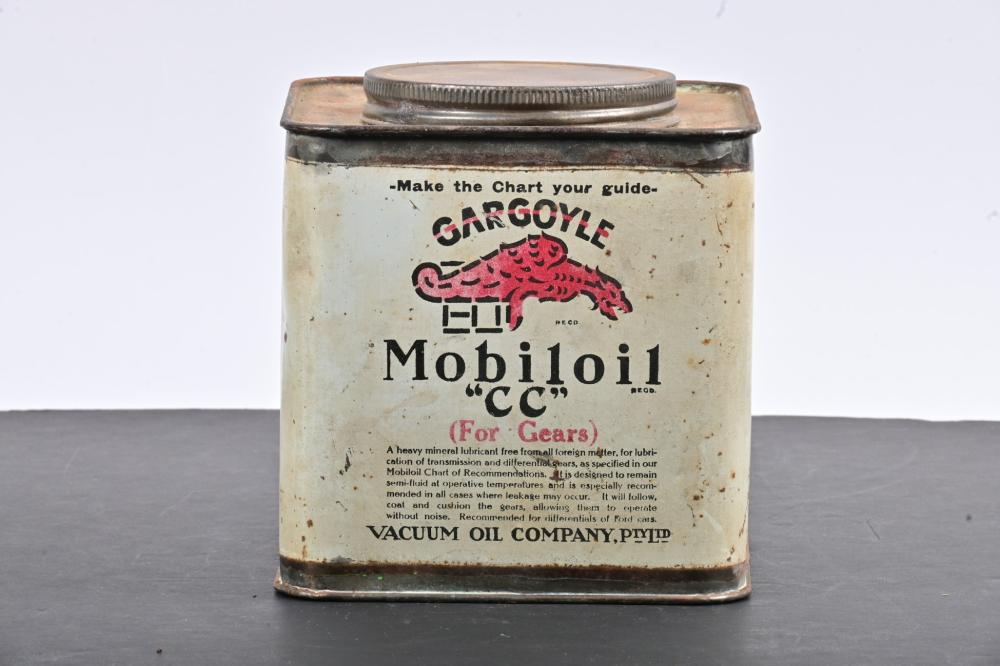 -Make the Chart your guide-
GARGOYLE
REGD.
Mobiloil
REGD.
"CC"
(For Gears)
A heavy mineral lubricant free from all foreign matter, for lubri-
cation of transmission and differential gears, as specified in our
Mobiloil Chart of Recommendations. It is designed to remain
semi-fluid at operative temperatures and is especially recom-
mended in all cases where leakage may occur. It will follow,
coat and cushion the gears, allowing them to operate
without noise. Recommended for differentials of Ford cars.
VACUUM OIL COMPANY, PTY LTD